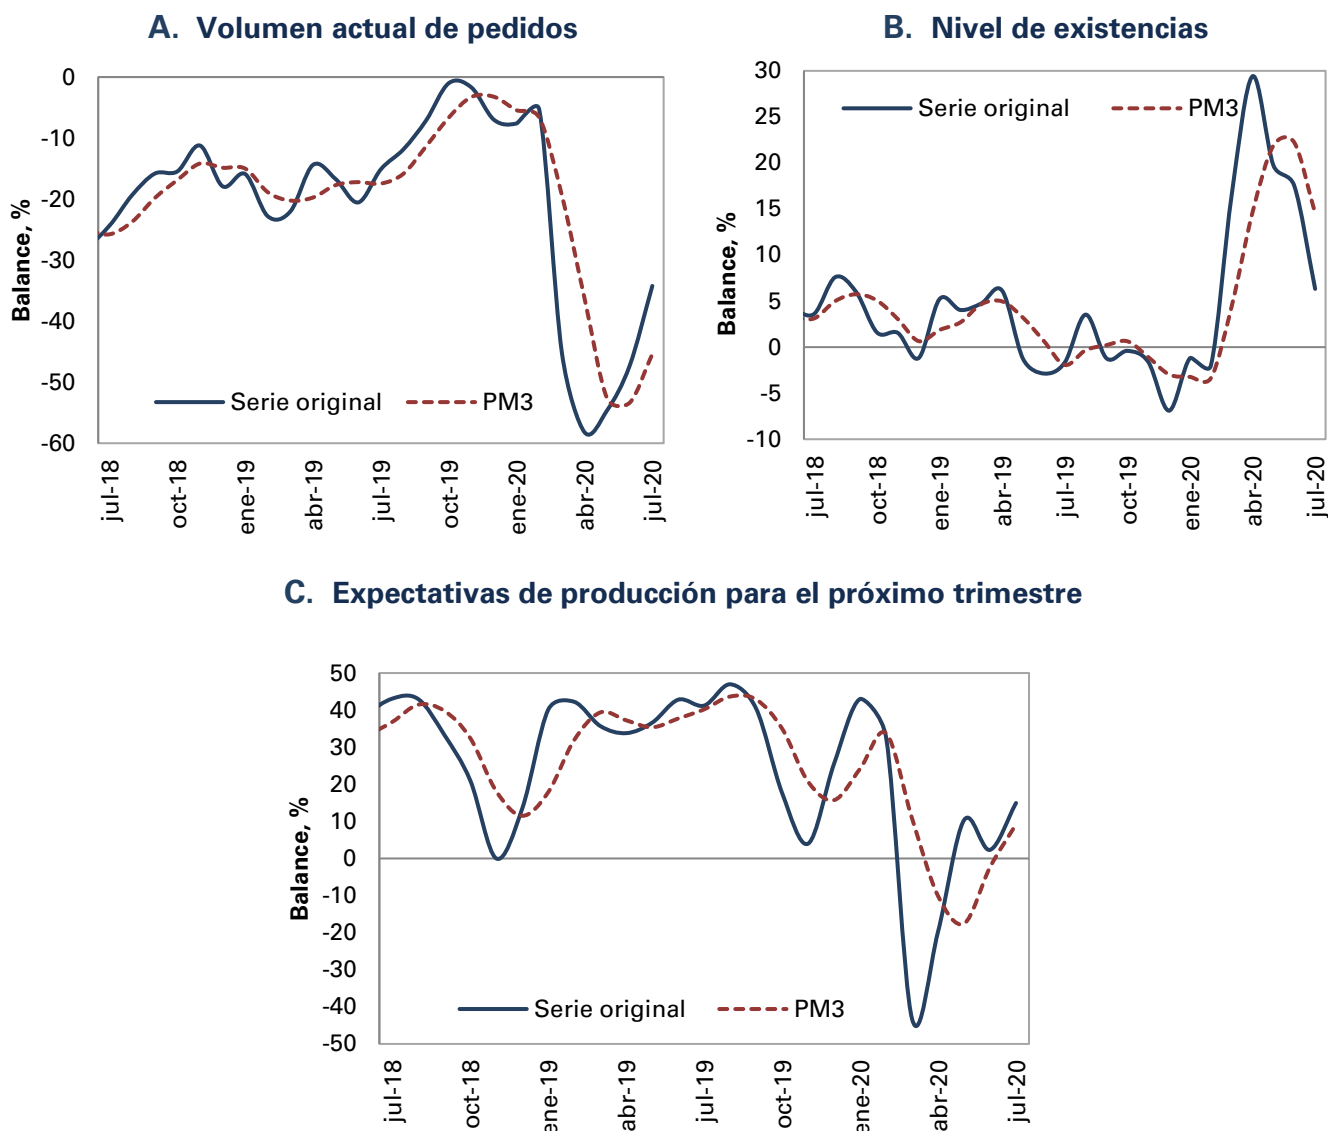 A. Volumen actual de pedidos
0
-10
-20
-30
-40
-50
-60
Balance, %
Serie original
PM3
jul-18
oct-18
ene-19
abr-19
jul-19
oct-19
ene-20
abr-20
jul-20
B. Nivel de existencias
30
25
20
15
10
5
0
-5
-10
Balance, %
Serie original
PM3
jul-18
oct-18
ene-19
abr-19
jul-19
oct-19
ene-20
abr-20
jul-20
C. Expectativas de producción para el próximo trimestre
50
40
30
20
10
0
-10
-20
-30
-40
-50
Balance, %
Serie original
PM3
jul-18
oct-18
ene-19
abr-19
jul-19
oct-19
ene-20
abr-20
jul-20